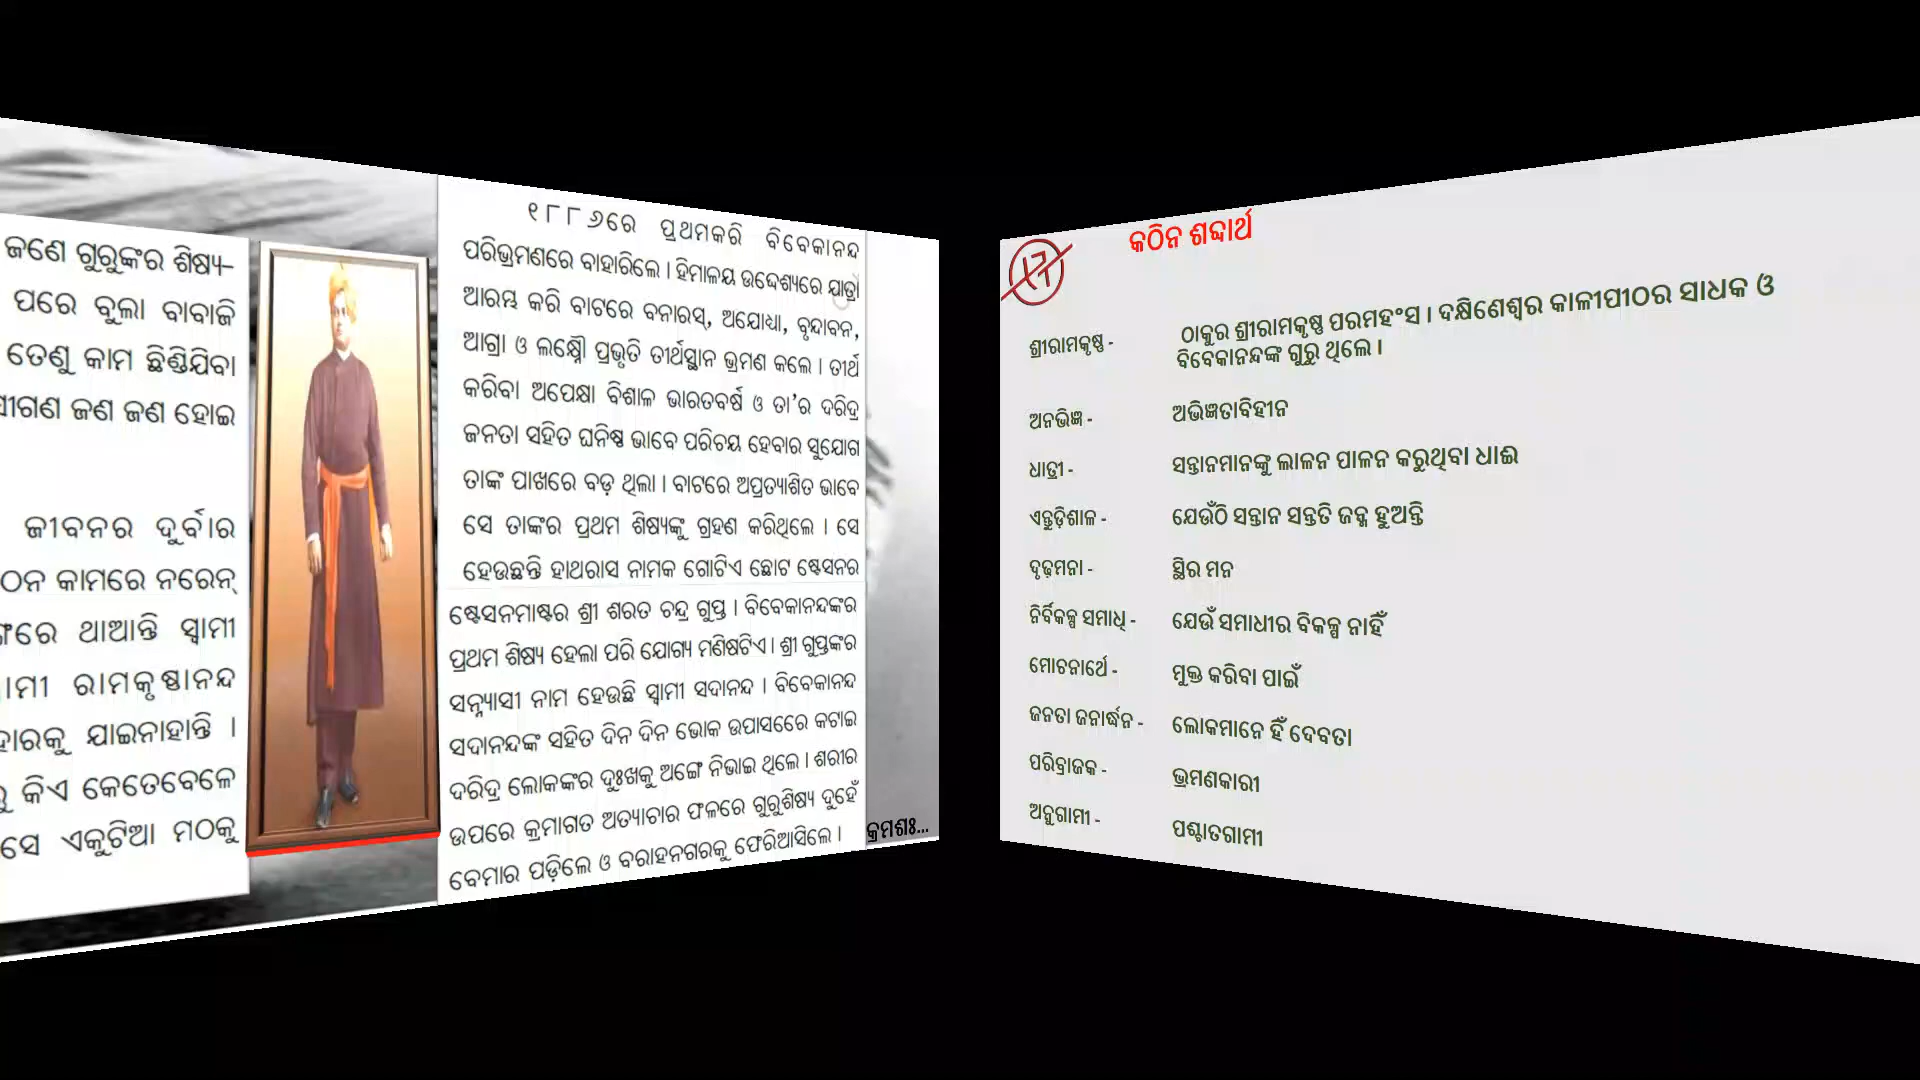 ଜଣେ ଗୁରୁଙ୍କର ଶିଷ୍ୟ–
ପରେ ବୁଲା ବାବାଜି
ତେଣୁ କାମ ଛିଣ୍ଡିଯିବା
ଜଣ ଜଣ ହୋଇ
ଜୀବନର ଦୁର୍ବାର
କାମରେ ନରେନ୍
ଥାଆନ୍ତି ସ୍ୱାମୀ
ରାମକୃଷ୍ଣାନନ୍ଦ
ଯାଇନାହାନ୍ତି ।
କିଏ କେତେବେଳେ
ସେ ଏକୁଟିଆ ମଠକୁ
୧୮୮୬ରେ ପ୍ରଥମକରି ବିବେକାନନ୍ଦ
ପରିଭ୍ରମଣରେ ବାହାରିଲେ । ହିମାଳୟ ଉଦ୍ଦେଶ୍ୟରେ ଯାତ୍ରା
ଆରମ୍ଭ କରି ବାଟରେ ବନାରସ୍, ଅଯୋଧ୍ୟା, ବୃନ୍ଦାବନ,
ଆଗ୍ରା ଓ ଲକ୍ଷ୍ନୌ ପ୍ରଭୃତି ତୀର୍ଥସ୍ଥାନ ଭ୍ରମଣ କଲେ । ତୀର୍ଥ
କରିବା ଅପେକ୍ଷା ବିଶାଳ ଭାରତବର୍ଷ ଓ ତା’ର ଦରିଦ୍ର
ଜନତା ସହିତ ଘନିଷ୍ଠ ଭାବେ ପରିଚୟ ହେବାର ସୁଯୋଗ
ତାଙ୍କ ପାଖରେ ବଡ଼ ଥିଲା । ବାଟରେ ଅପ୍ରତ୍ୟାଶିତ ଭାବେ
ସେ ତାଙ୍କର ପ୍ରଥମ ଶିଷ୍ୟଙ୍କୁ ଗ୍ରହଣ କରିଥିଲେ । ସେ
ହେଉଛନ୍ତି ହାଥରାସ ନାମକ ଗୋଟିଏ ଛୋଟ ଷ୍ଟେସନର
ଷ୍ଟେସନମାଷ୍ଟର ଶ୍ରୀ ଶରତ ଚନ୍ଦ୍ର ଗୁପ୍ତ । ବିବେକାନନ୍ଦଙ୍କର
ପ୍ରଥମ ଶିଷ୍ୟ ହେଲା ପରି ଯୋଗ୍ୟ ମଣିଷଟିଏ । ଶ୍ରୀ ଗୁପ୍ତଙ୍କର
ସନ୍ନ୍ୟାସୀ ନାମ ହେଉଛି ସ୍ୱାମୀ ସଦାନନ୍ଦ । ବିବେକାନନ୍ଦ
ସଦାନନ୍ଦଙ୍କ ସହିତ ଦିନ ଦିନ ଭୋକ ଉପାସରେ କଟାଇ
ଦରିଦ୍ର ଲୋକଙ୍କର ଦୁଃଖକୁ ଅଙ୍ଗେ ନିଭାଇ ଥିଲେ । ଶରୀର
ଉପରେ କ୍ରମାଗତ ଅତ୍ୟାଚାର ଫଳରେ ଗୁରୁଶିଷ୍ୟ ଦୁହେଁ
ବେମାର ପଡ଼ିଲେ ଓ ବରାହନଗରକୁ ଫେରିଆସିଲେ ।
କ୍ରମଶଃ...
କଠିନ ଶବ୍ଦାର୍ଥ
ଶ୍ରୀରାମକୃଷ୍ଣ - ଠାକୁର ଶ୍ରୀରାମକୃଷ୍ଣ ପରମହଂସ । ଦକ୍ଷିଣେଶ୍ୱର କାଳୀପୀଠର ସାଧକ ଓ
ବିବେକାନନ୍ଦଙ୍କ ଗୁରୁ ଥିଲେ ।
ଅନଭିଜ୍ଞ - ଅଭିଜ୍ଞତାବିହୀନ
ଧାତ୍ରୀ - ସନ୍ତାନମାନଙ୍କୁ ଲାଳନ ପାଳନ କରୁଥିବା ଧାଈ
ଏନ୍ତୁଡ଼ିଶାଳ - ଯେଉଁଠି ସନ୍ତାନ ସନ୍ତତି ଜନ୍ମ ହୁଅନ୍ତି
ଦୃଢ଼ମନା - ସ୍ଥିର ମନ
ନିର୍ବିକଳ୍ପ ସମାଧି - ଯେଉଁ ସମାଧୀର ବିକଳ୍ପ ନାହିଁ
ମୋଚନାର୍ଥେ - ମୁକ୍ତ କରିବା ପାଇଁ
ଜନତା ଜନାର୍ଦ୍ଧନ - ଲୋକମାନେ ହିଁ ଦେବତା
ପରିବ୍ରାଜକ - ଭ୍ରମଣକାରୀ
ଅନୁଗାମୀ - ପଶ୍ଚାତଗାମୀ